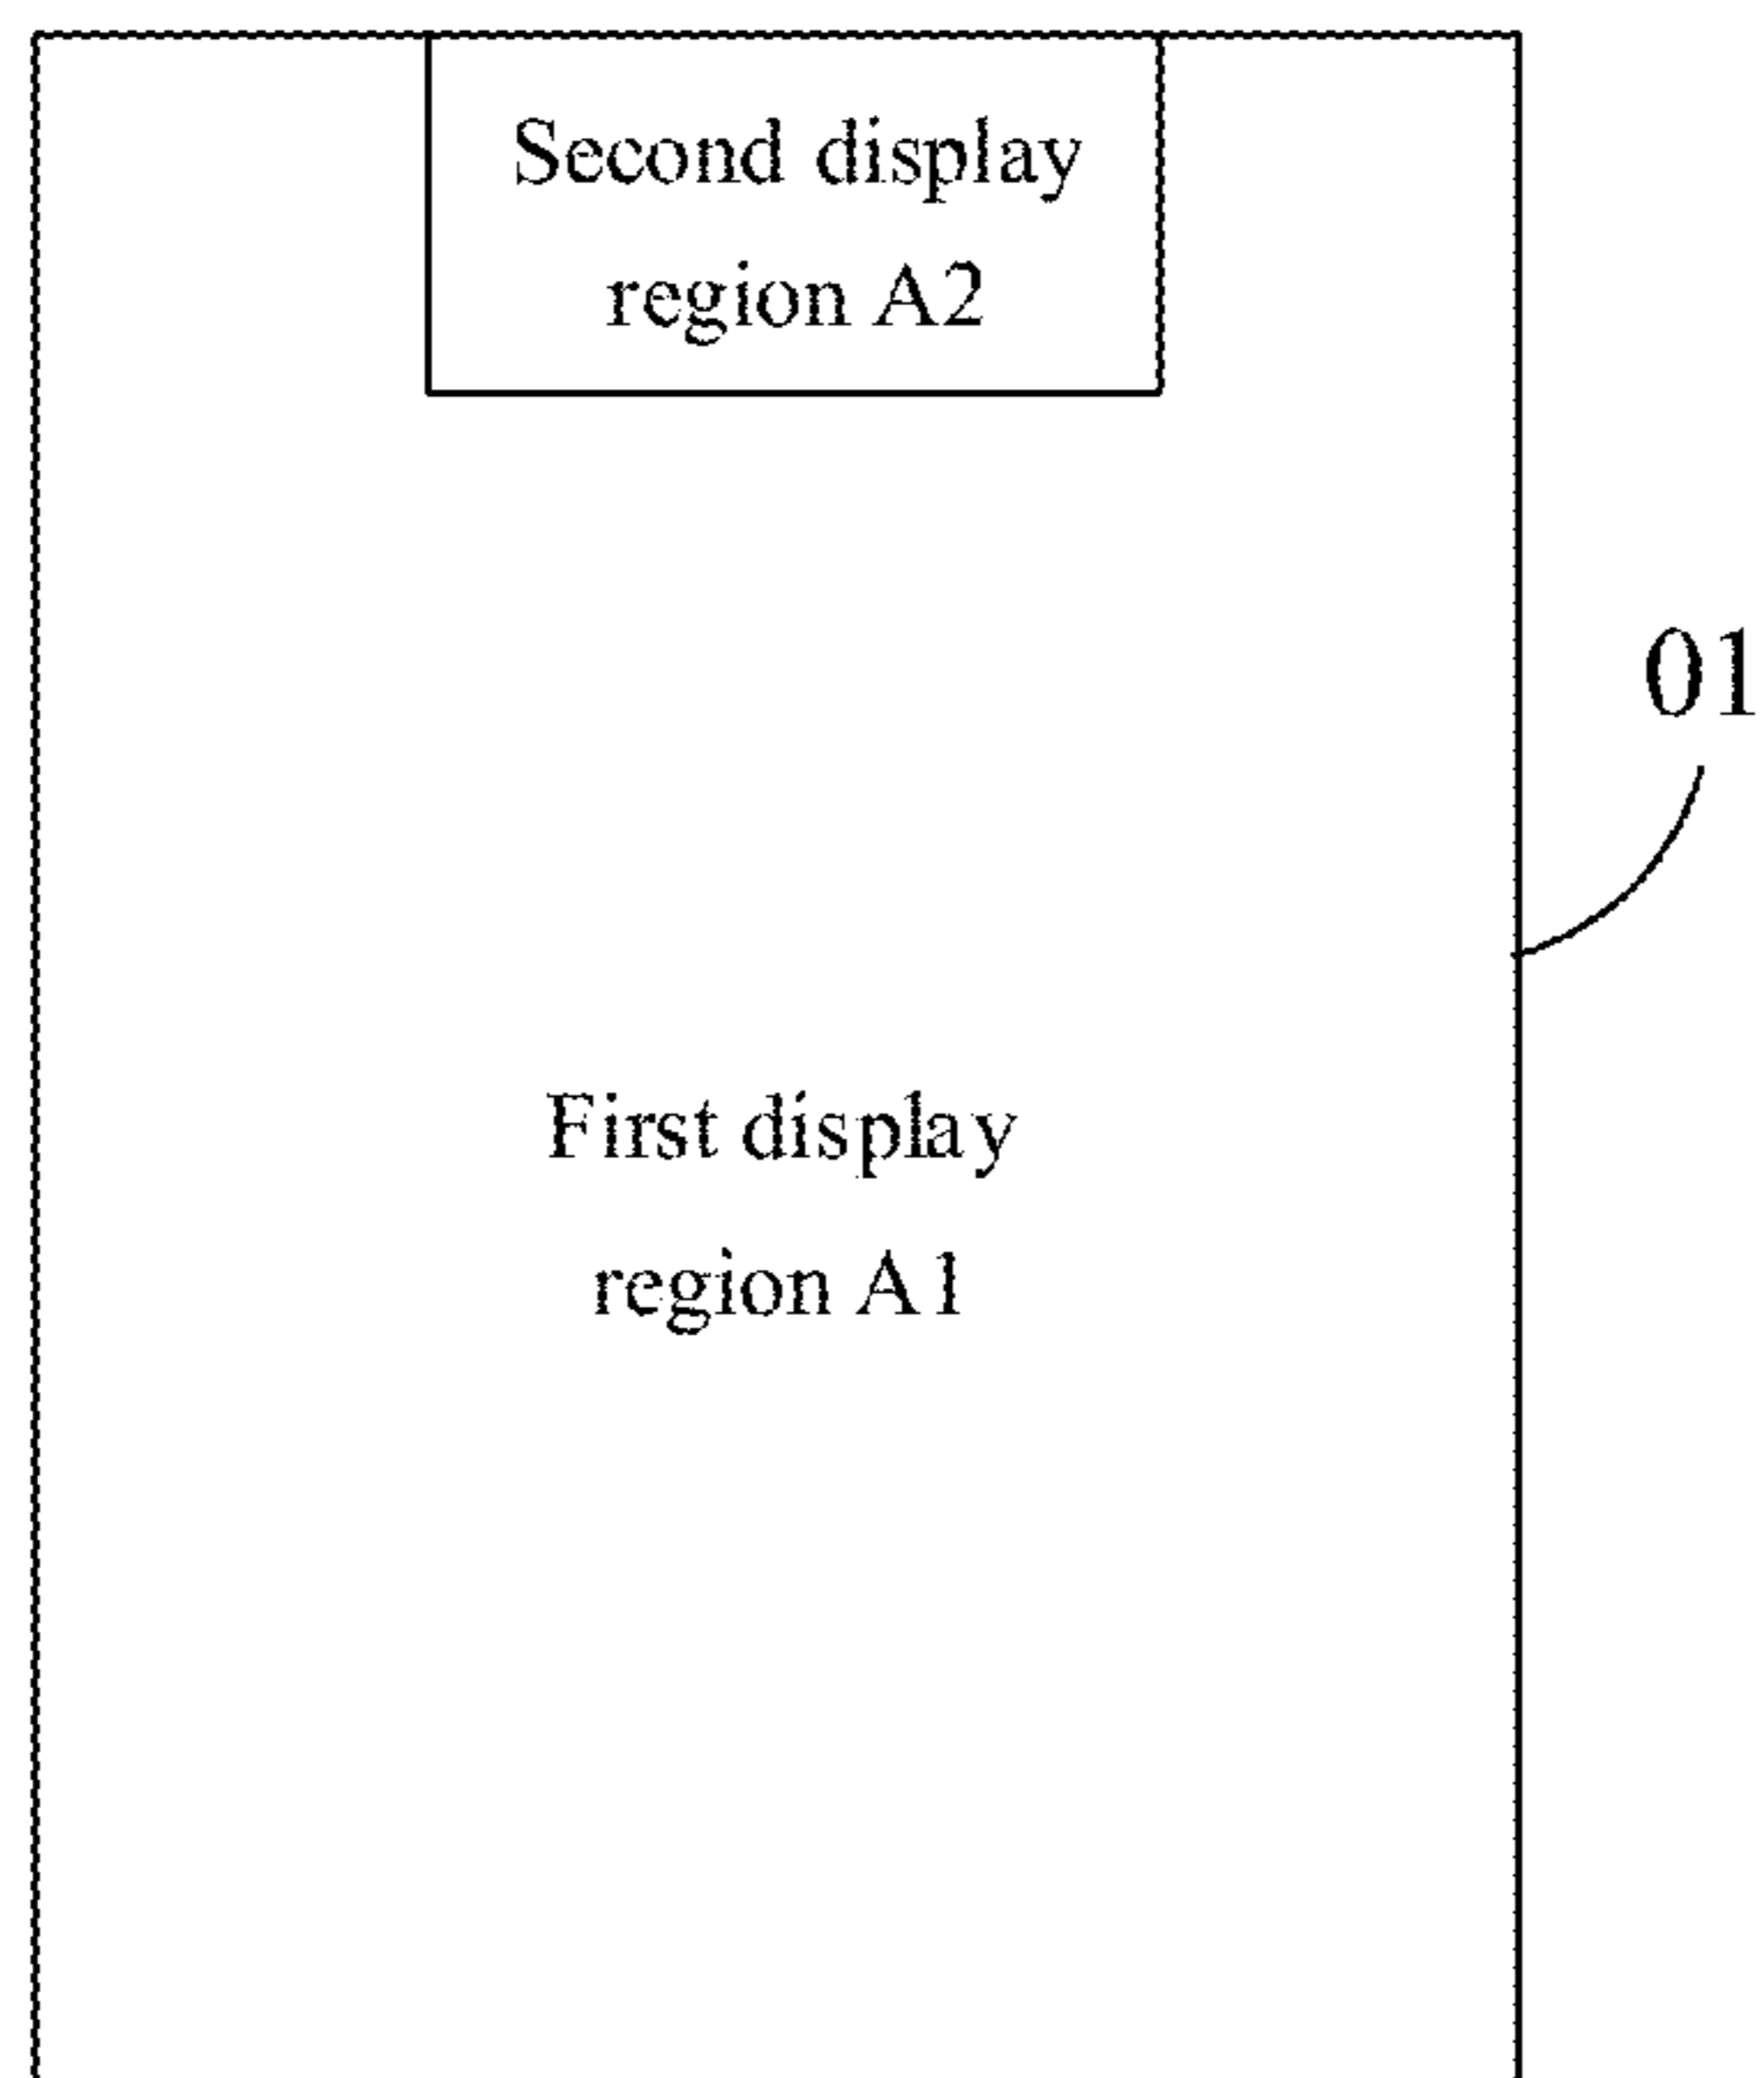 Second display
region A2
01
First display
region A1